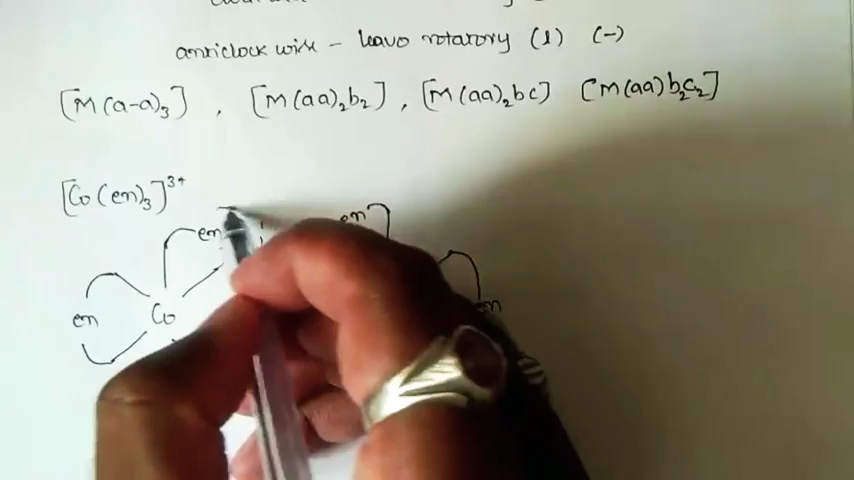 anticlock wise - leavo rotatory (l) (-)
[M(a-a)₃] , [M(aa)₂b₂] , [M(aa)₂bc] [M(aa)b₂c₂]
[Co(en)₃]³⁺
en en
en Co en